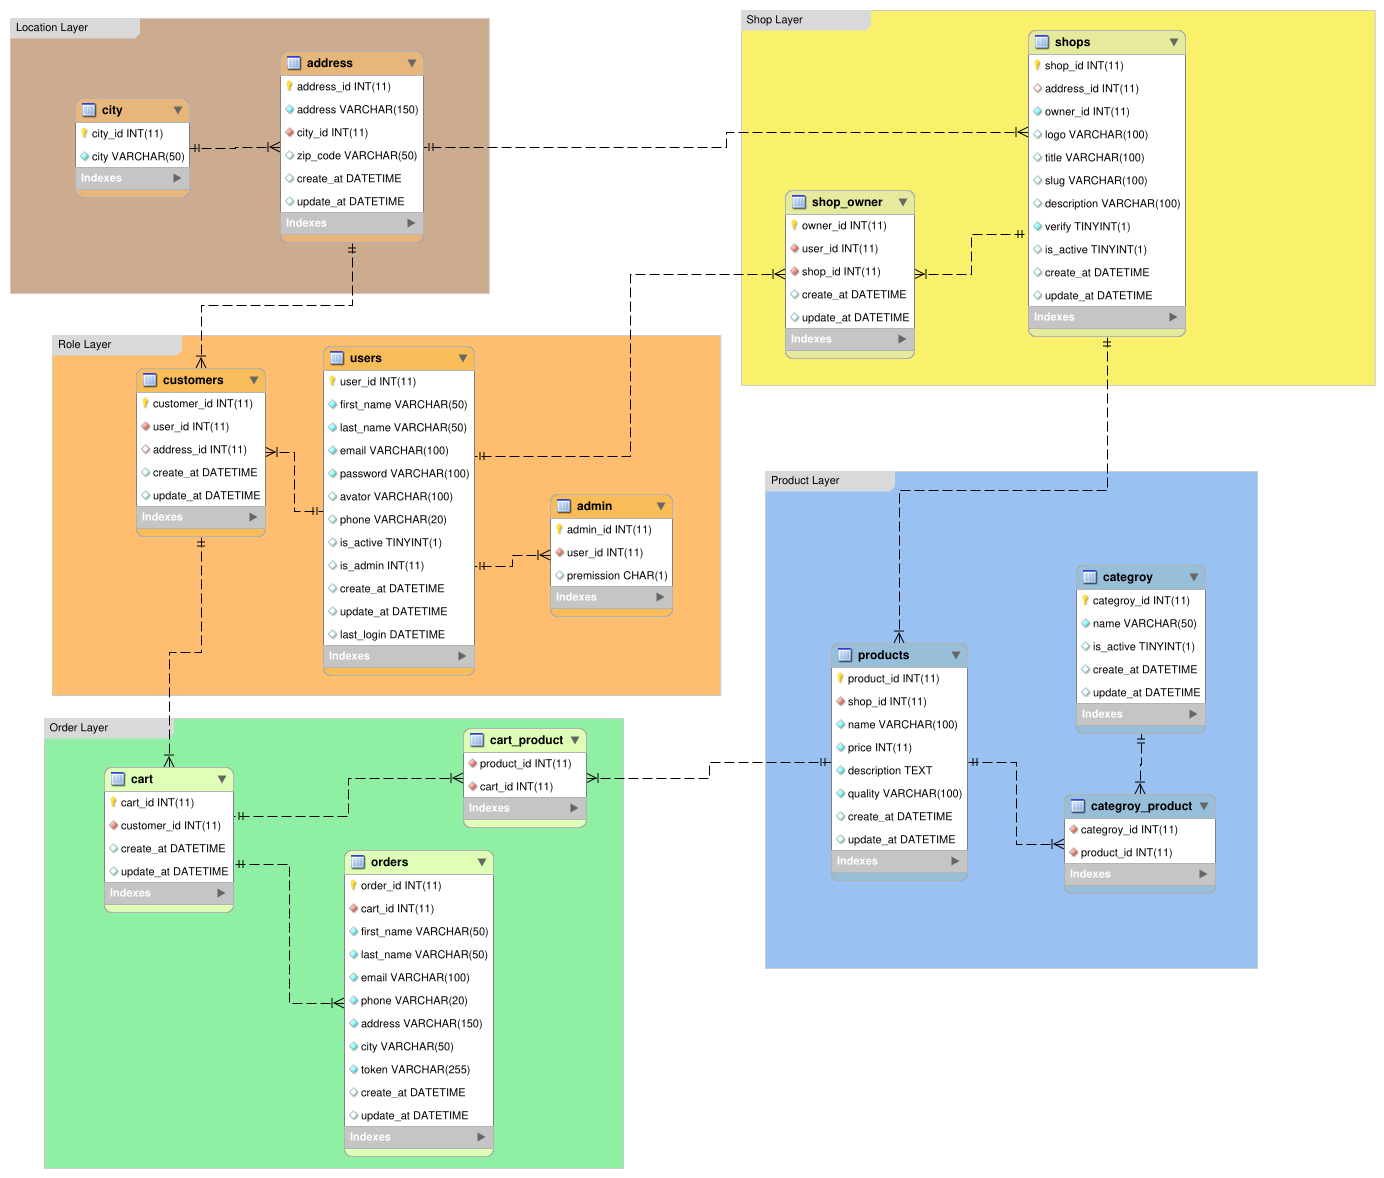 Location Layer
city
city_id INT(11)
city VARCHAR(50)
Indexes
address
address_id INT(11)
address VARCHAR(150)
city_id INT(11)
zip_code VARCHAR(50)
create_at DATETIME
update_at DATETIME
Indexes
Shop Layer
shops
shop_id INT(11)
address_id INT(11)
owner_id INT(11)
logo VARCHAR(100)
title VARCHAR(100)
slug VARCHAR(100)
description VARCHAR(100)
verify TINYINT(1)
is_active TINYINT(1)
create_at DATETIME
update_at DATETIME
Indexes
shop_owner
owner_id INT(11)
user_id INT(11)
shop_id INT(11)
create_at DATETIME
update_at DATETIME
Indexes
Role Layer
customers
customer_id INT(11)
user_id INT(11)
address_id INT(11)
create_at DATETIME
update_at DATETIME
Indexes
users
user_id INT(11)
first_name VARCHAR(50)
last_name VARCHAR(50)
email VARCHAR(100)
password VARCHAR(100)
avator VARCHAR(100)
phone VARCHAR(20)
is_active TINYINT(1)
is_admin INT(11)
create_at DATETIME
update_at DATETIME
last_login DATETIME
Indexes
admin
admin_id INT(11)
user_id INT(11)
premission CHAR(1)
Indexes
Product Layer
categroy
categroy_id INT(11)
name VARCHAR(50)
is_active TINYINT(1)
create_at DATETIME
update_at DATETIME
Indexes
products
product_id INT(11)
shop_id INT(11)
name VARCHAR(100)
price INT(11)
description TEXT
quality VARCHAR(100)
create_at DATETIME
update_at DATETIME
Indexes
categroy_product
categroy_id INT(11)
product_id INT(11)
Indexes
Order Layer
cart_product
product_id INT(11)
cart_id INT(11)
Indexes
cart
cart_id INT(11)
customer_id INT(11)
create_at DATETIME
update_at DATETIME
Indexes
orders
order_id INT(11)
cart_id INT(11)
first_name VARCHAR(50)
last_name VARCHAR(50)
email VARCHAR(100)
phone VARCHAR(20)
address VARCHAR(150)
city VARCHAR(50)
token VARCHAR(255)
create_at DATETIME
update_at DATETIME
Indexes